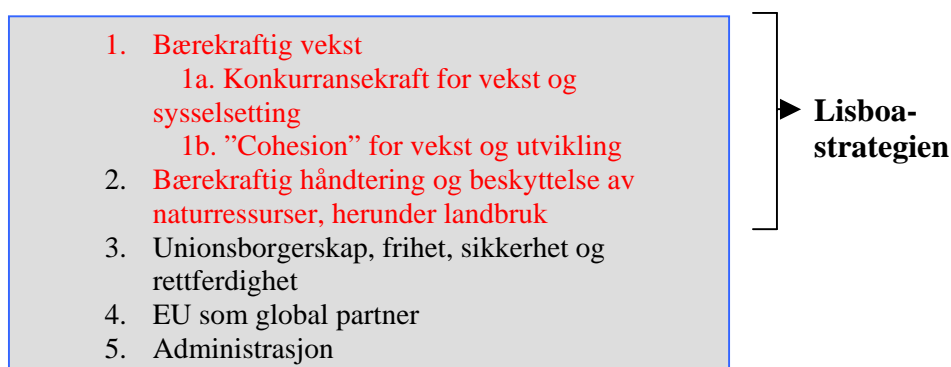 1. Bærekraftig vekst
1a. Konkurransekraft for vekst og
sysselsetting
1b. ”Cohesion” for vekst og utvikling
2. Bærekraftig håndtering og beskyttelse av
naturressurser, herunder landbruk
3. Unionsborgerskap, frihet, sikkerhet og
rettferdighet
4. EU som global partner
5. Administrasjon
Lisboa-
strategien